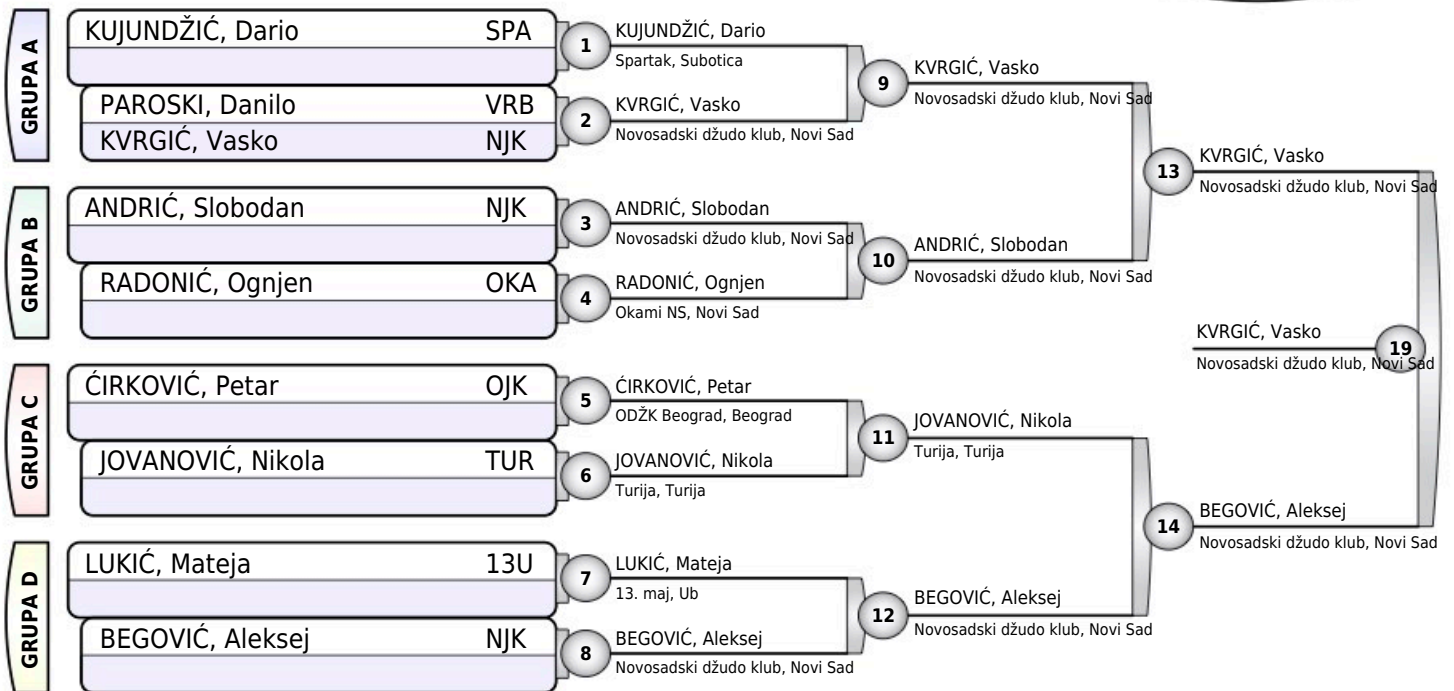 GRUPA A
KUJUNDŽIĆ, Dario SPA
PAROSKI, Danilo VRB
KVRGIĆ, Vasko NJK
GRUPA B
ANDRIĆ, Slobodan NJK
RADONIĆ, Ognjen OKA
GRUPA C
ĆIRKOVIĆ, Petar OJK
JOVANOVIĆ, Nikola TUR
GRUPA D
LUKIĆ, Mateja 13U
BEGOVIĆ, Aleksej NJK
1
KUJUNDŽIĆ, Dario
Spartak, Subotica
2
KVRGIĆ, Vasko
Novosadski džudo klub, Novi Sad
3
ANDRIĆ, Slobodan
Novosadski džudo klub, Novi Sad
4
RADONIĆ, Ognjen
Okami NS, Novi Sad
5
ĆIRKOVIĆ, Petar
ODŽK Beograd, Beograd
6
JOVANOVIĆ, Nikola
Turija, Turija
7
LUKIĆ, Mateja
13. maj, Ub
8
BEGOVIĆ, Aleksej
Novosadski džudo klub, Novi Sad
9
KVRGIĆ, Vasko
Novosadski džudo klub, Novi Sad
10
ANDRIĆ, Slobodan
Novosadski džudo klub, Novi Sad
11
JOVANOVIĆ, Nikola
Turija, Turija
12
BEGOVIĆ, Aleksej
Novosadski džudo klub, Novi Sad
13
KVRGIĆ, Vasko
Novosadski džudo klub, Novi Sad
14
BEGOVIĆ, Aleksej
Novosadski džudo klub, Novi Sad
KVRGIĆ, Vasko
Novosadski džudo klub, Novi Sad
19